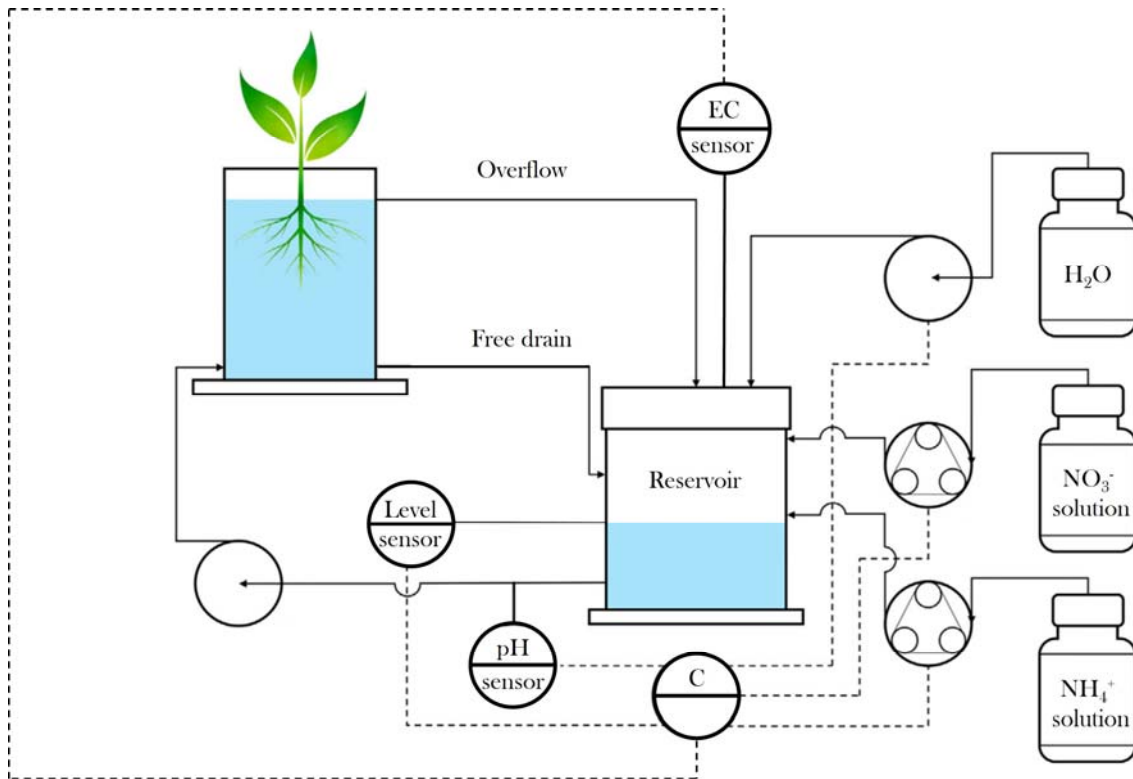 EC
sensor
Overflow
H₂O
Free drain
Reservoir
NO₃⁻
solution
Level
sensor
pH
sensor
C
NH₄⁺
solution